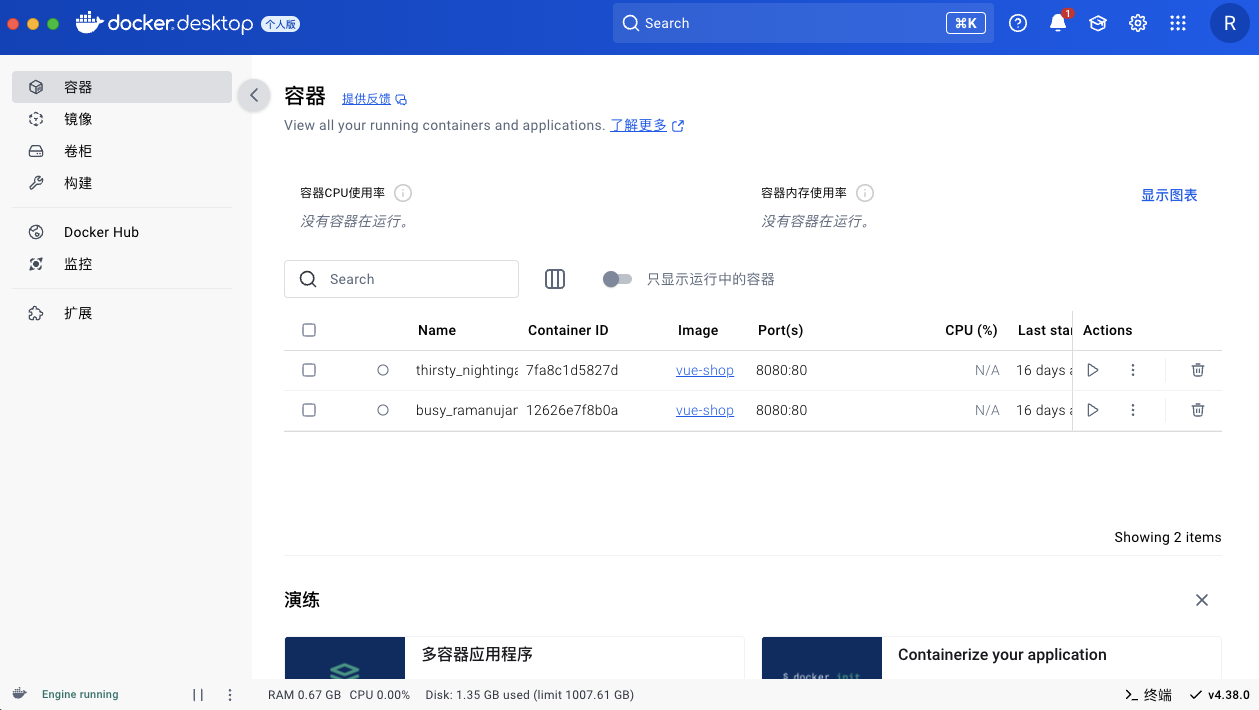 docker.desktop 个人版 Search ⌘K 1 R
容器
镜像
卷柜
构建
Docker Hub
监控
扩展
容器 提供反馈
View all your running containers and applications. 了解更多
容器CPU使用率
没有容器在运行。
容器内存使用率
没有容器在运行。
显示图表
Search 只显示运行中的容器
Name Container ID Image Port(s) CPU (%) Last star Actions
thirsty_nightinga 7fa8c1d5827d vue-shop 8080:80 N/A 16 days a
busy_ramanujan 12626e7f8b0a vue-shop 8080:80 N/A 16 days a
Showing 2 items
演练
多容器应用程序
$ docker init
Containerize your application
Engine running RAM 0.67 GB CPU 0.00% Disk: 1.35 GB used (limit 1007.61 GB) >_ 终端 v4.38.0